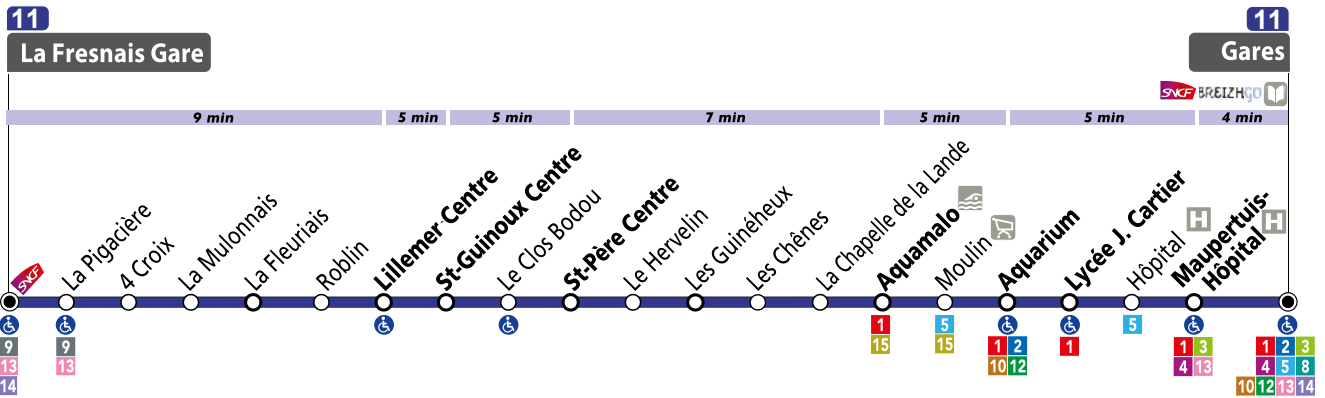 11
11
La Fresnais Gare
Gares
SNCF BREIZHGO
9 min 5 min 5 min 7 min 5 min 5 min 4 min
SNCF
La Pigacière
4 Croix
La Mulonnais
La Fleuriais
Roblin
Lillemer Centre
St-Guinoux Centre
Le Clos Bodou
St-Père Centre
Le Hervelin
Les Guinéheux
Les Chênes
La Chapelle de la Lande
Aquamalo
Moulin
Aquarium
Lycée J. Cartier
Hôpital
H
Maupertuis-
Hôpital
H
9
13
14
9
13
1
15
5
15
1 2
10 12
1
5
1 3
4 13
1 2 3
4 5 8
10 12 13 14